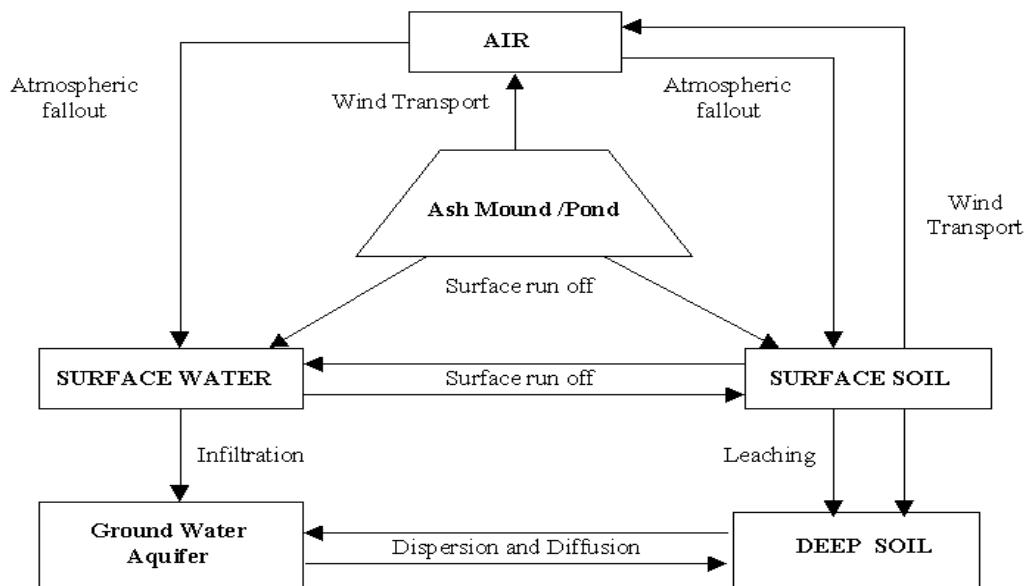 AIR
Atmospheric
fallout
Wind Transport
Atmospheric
fallout
Ash Mound /Pond
Wind
Transport
Surface run off
SURFACE WATER
Surface run off
SURFACE SOIL
Infiltration
Leaching
Ground Water
Aquifer
Dispersion and Diffusion
DEEP SOIL